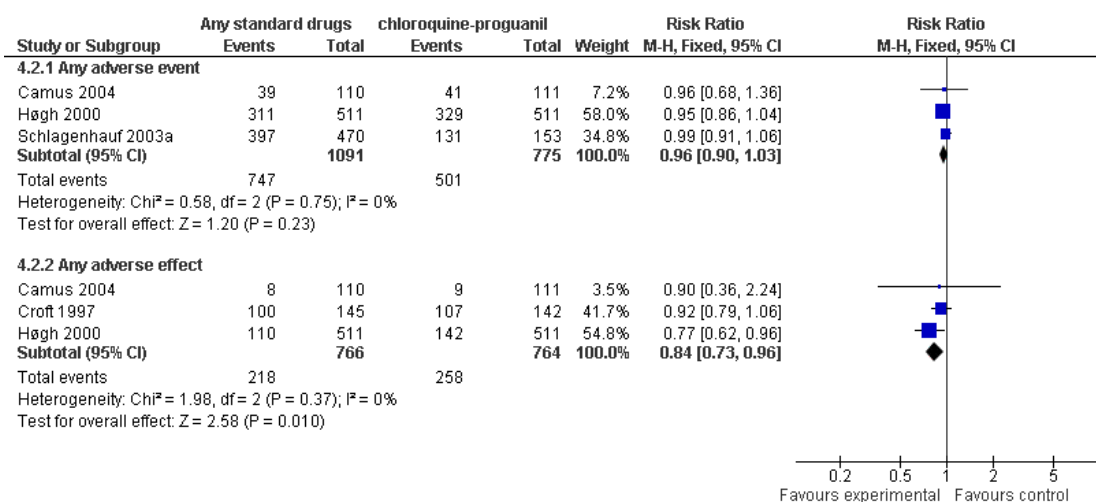 Any standard drugs chloroquine-proguanil Risk Ratio Risk Ratio
Study or Subgroup Events Total Events Total Weight M-H, Fixed, 95% CI M-H, Fixed, 95% CI
4.2.1 Any adverse event
Camus 2004 39 110 41 111 7.2% 0.96 [0.68, 1.36]
Høgh 2000 311 511 329 511 58.0% 0.95 [0.86, 1.04]
Schlagenhauf 2003a 397 470 131 153 34.8% 0.99 [0.91, 1.06]
Subtotal (95% CI) 1091 775 100.0% 0.96 [0.90, 1.03]
Total events 747 501
Heterogeneity: Chi² = 0.58, df = 2 (P = 0.75); I² = 0%
Test for overall effect: Z = 1.20 (P = 0.23)
4.2.2 Any adverse effect
Camus 2004 8 110 9 111 3.5% 0.90 [0.36, 2.24]
Croft 1997 100 145 107 142 41.7% 0.92 [0.79, 1.06]
Høgh 2000 110 511 142 511 54.8% 0.77 [0.62, 0.96]
Subtotal (95% CI) 766 764 100.0% 0.84 [0.73, 0.96]
Total events 218 258
Heterogeneity: Chi² = 1.98, df = 2 (P = 0.37); I² = 0%
Test for overall effect: Z = 2.58 (P = 0.010)
0.2 0.5 1 2 5
Favours experimental Favours control